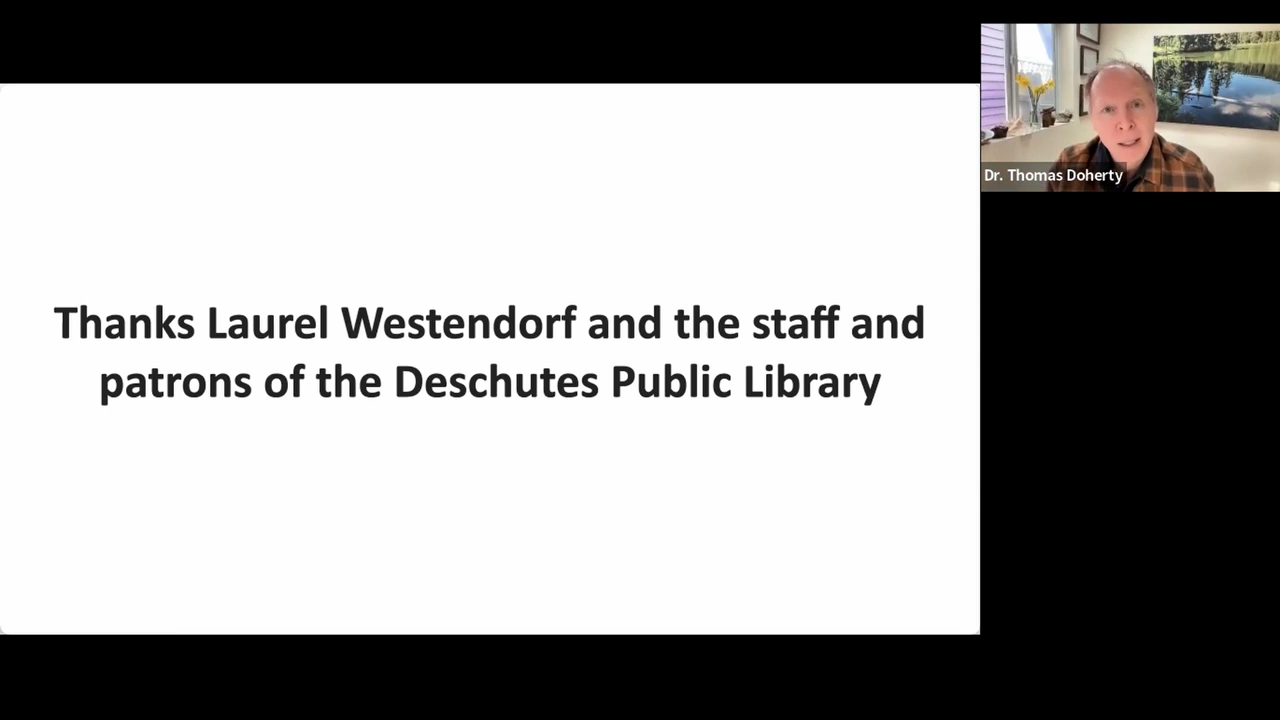 Thanks Laurel Westendorf and the staff and
patrons of the Deschutes Public Library
Dr. Thomas Doherty